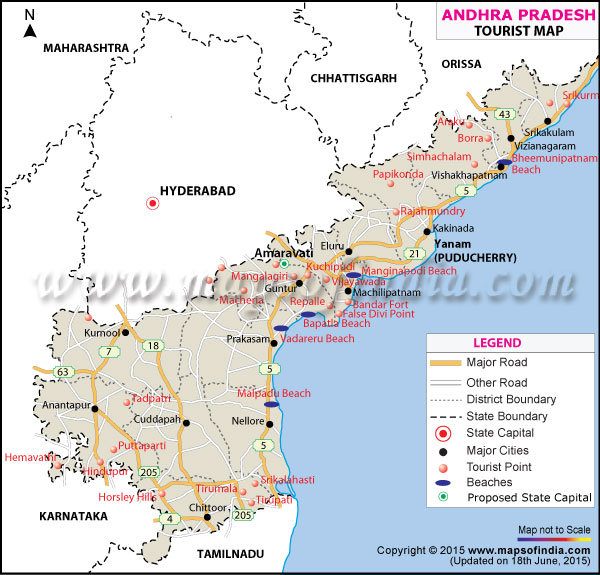 ANDHRA PRADESH
TOURIST MAP
N
MAHARASHTRA
CHHATTISGARH
ORISSA
Srikurm
43
Araku
Srikakulam
Borra
Vizianagaram
Simhachalam
Bheemunipatnam
Beach
Papikonda
Vishakhapatnam
5
HYDERABAD
Rajahmundry
Kakinada
Yanam
(PUDUCHERRY)
Eluru
21
Amaravati
Kuchipudi
Manginapodi Beach
Mangalagiri
Vijayawada
www.mapsofindia.com
Guntur
Machilipatnam
Macherla
Repalle
Bandar Fort
False Divi Point
Bapatla Beach
Kurnool
18
Prakasam
Vadareru Beach
7
63
5
Maipadu Beach
Anantapur
Tadpatri
Cuddapah
Nellore
Puttaparti
5
Hemavathi
Hindupur
205
Srikalahasti
Horsley Hill
Tirumala
Tirupati
Chittoor
4
205
KARNATAKA
TAMILNADU
LEGEND
Major Road
Other Road
District Boundary
State Boundary
State Capital
Major Cities
Tourist Point
Beaches
Proposed State Capital
Map not to Scale
Copyright © 2015 www.mapsofindia.com
(Updated on 18th June, 2015)